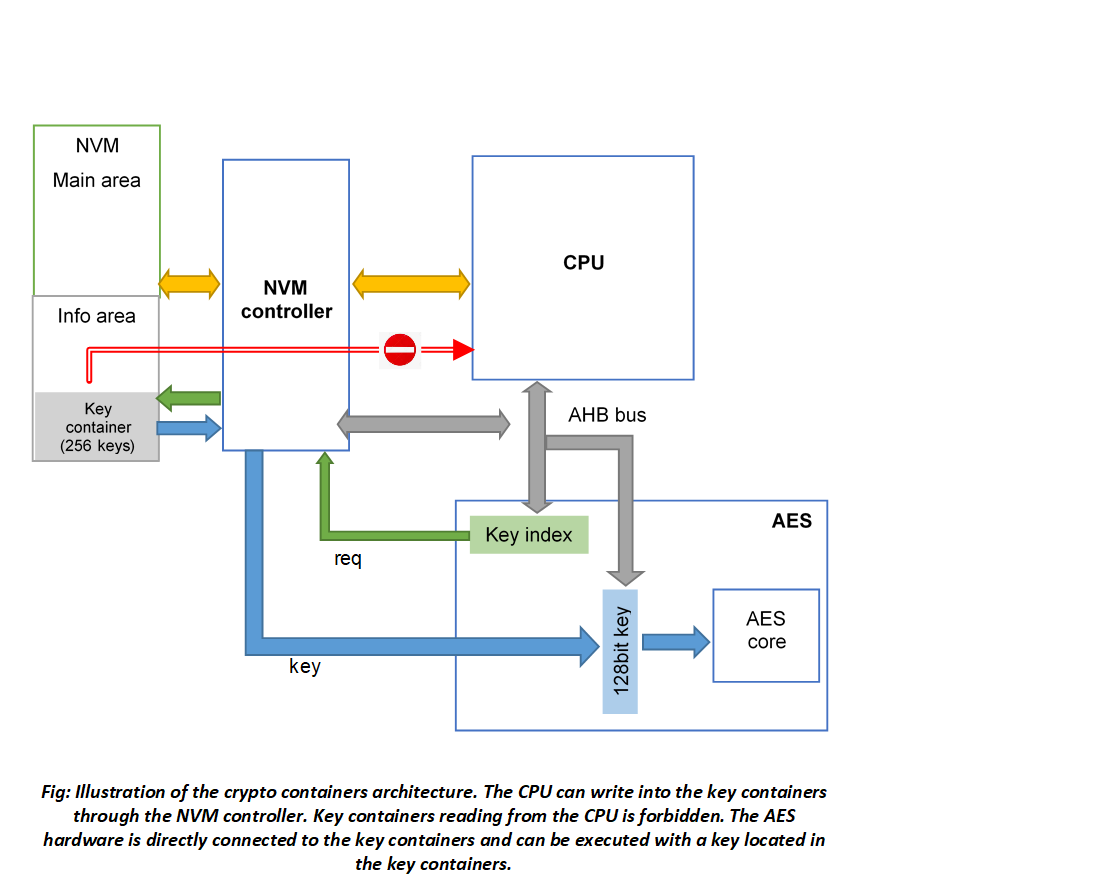 NVM
Main area
Info area
Key
container
(256 keys)
NVM
controller
CPU
AHB bus
AES
Key index
req
128bit key
AES
core
key
Fig: Illustration of the crypto containers architecture. The CPU can write into the key containers
through the NVM controller. Key containers reading from the CPU is forbidden. The AES
hardware is directly connected to the key containers and can be executed with a key located in
the key containers.